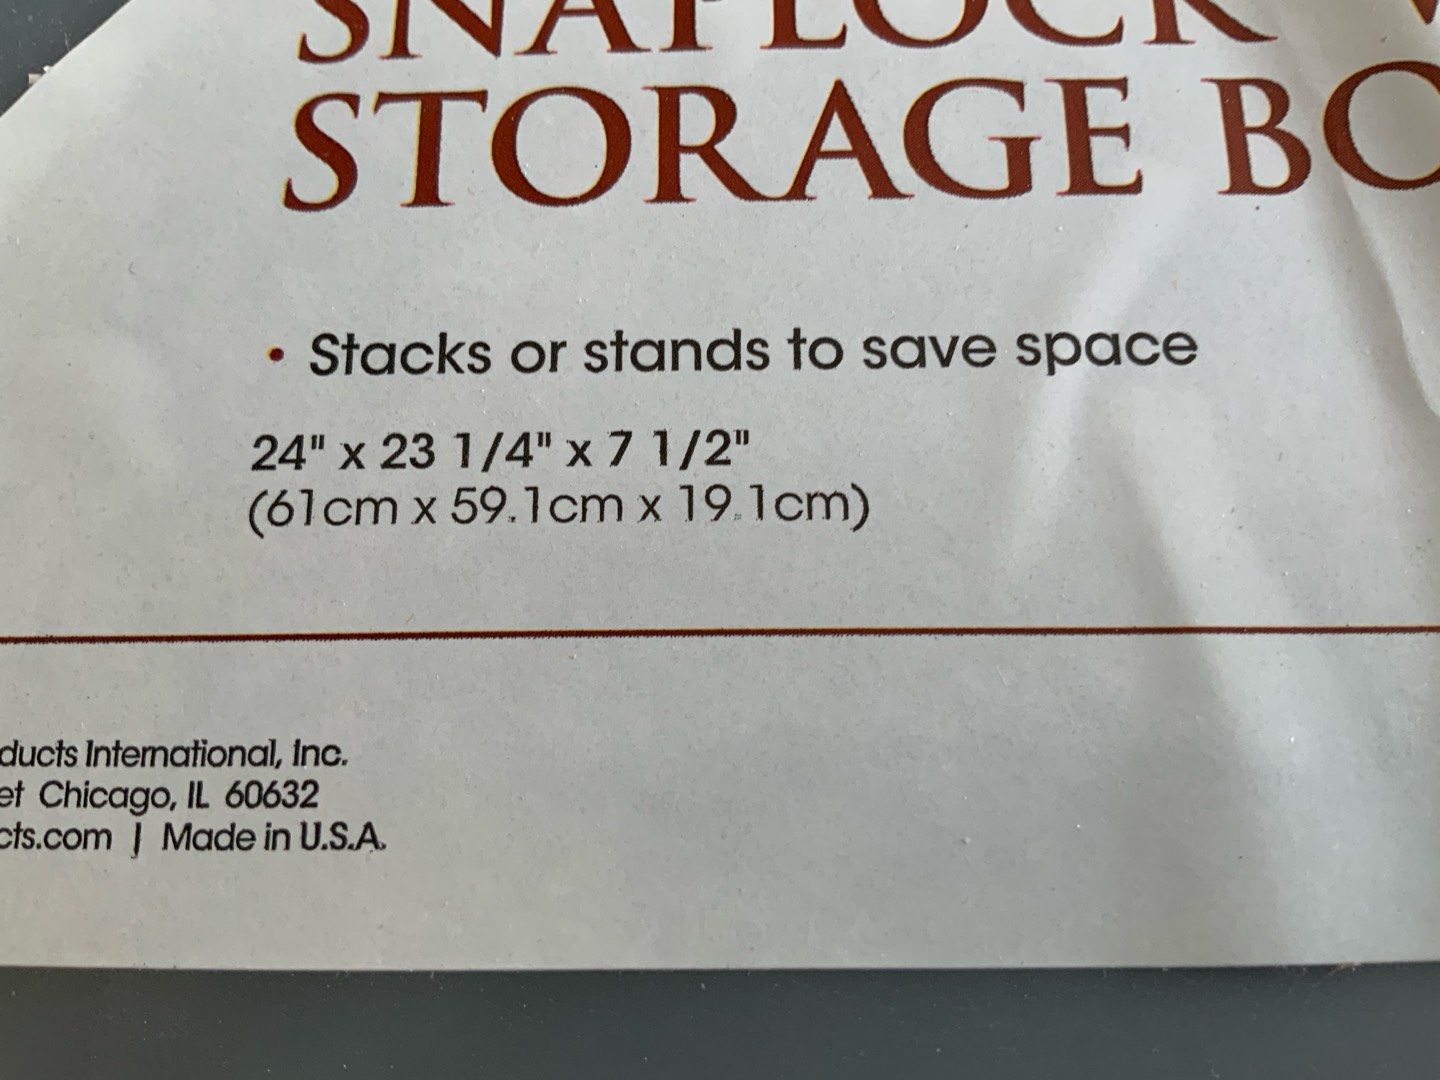 SNAPLOCK
STORAGE BO
• Stacks or stands to save space
24" x 23 1/4" x 7 1/2"
(61cm x 59.1cm x 19.1cm)
ducts International, Inc.
et Chicago, IL 60632
cts.com | Made in U.S.A.